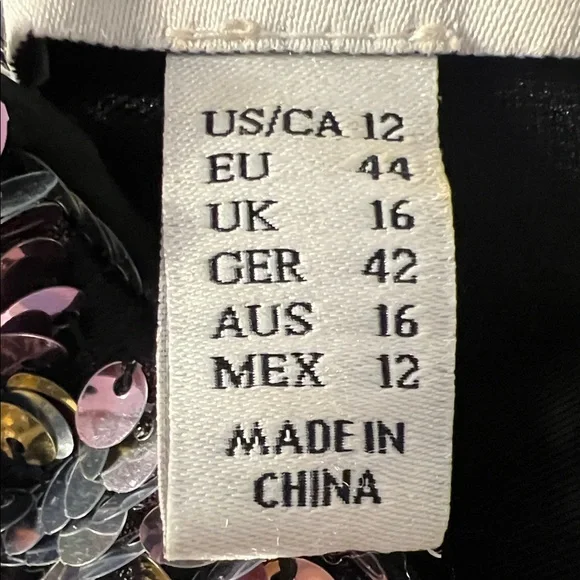 US/CA 12
EU 44
UK 16
GER 42
AUS 16
MEX 12
MADE IN
CHINA